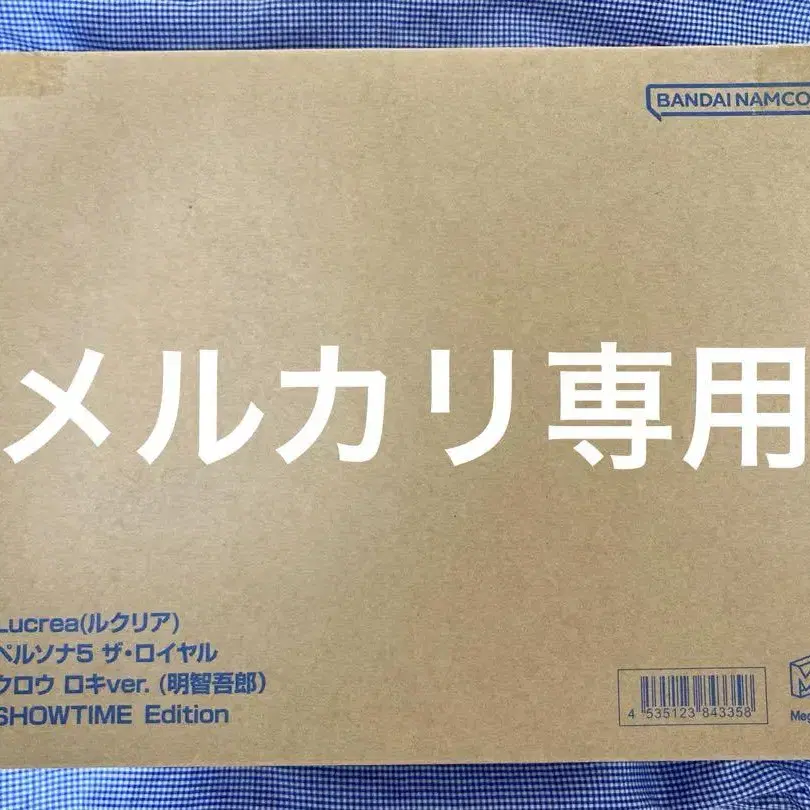 BANDAI NAMCO
メルカリ専用
Lucrea(ルクリア)
ペルソナ5 ザ・ロイヤル
クロウ ロキver. (明智吾郎)
SHOWTIME Edition
4 535123 843358
Meg